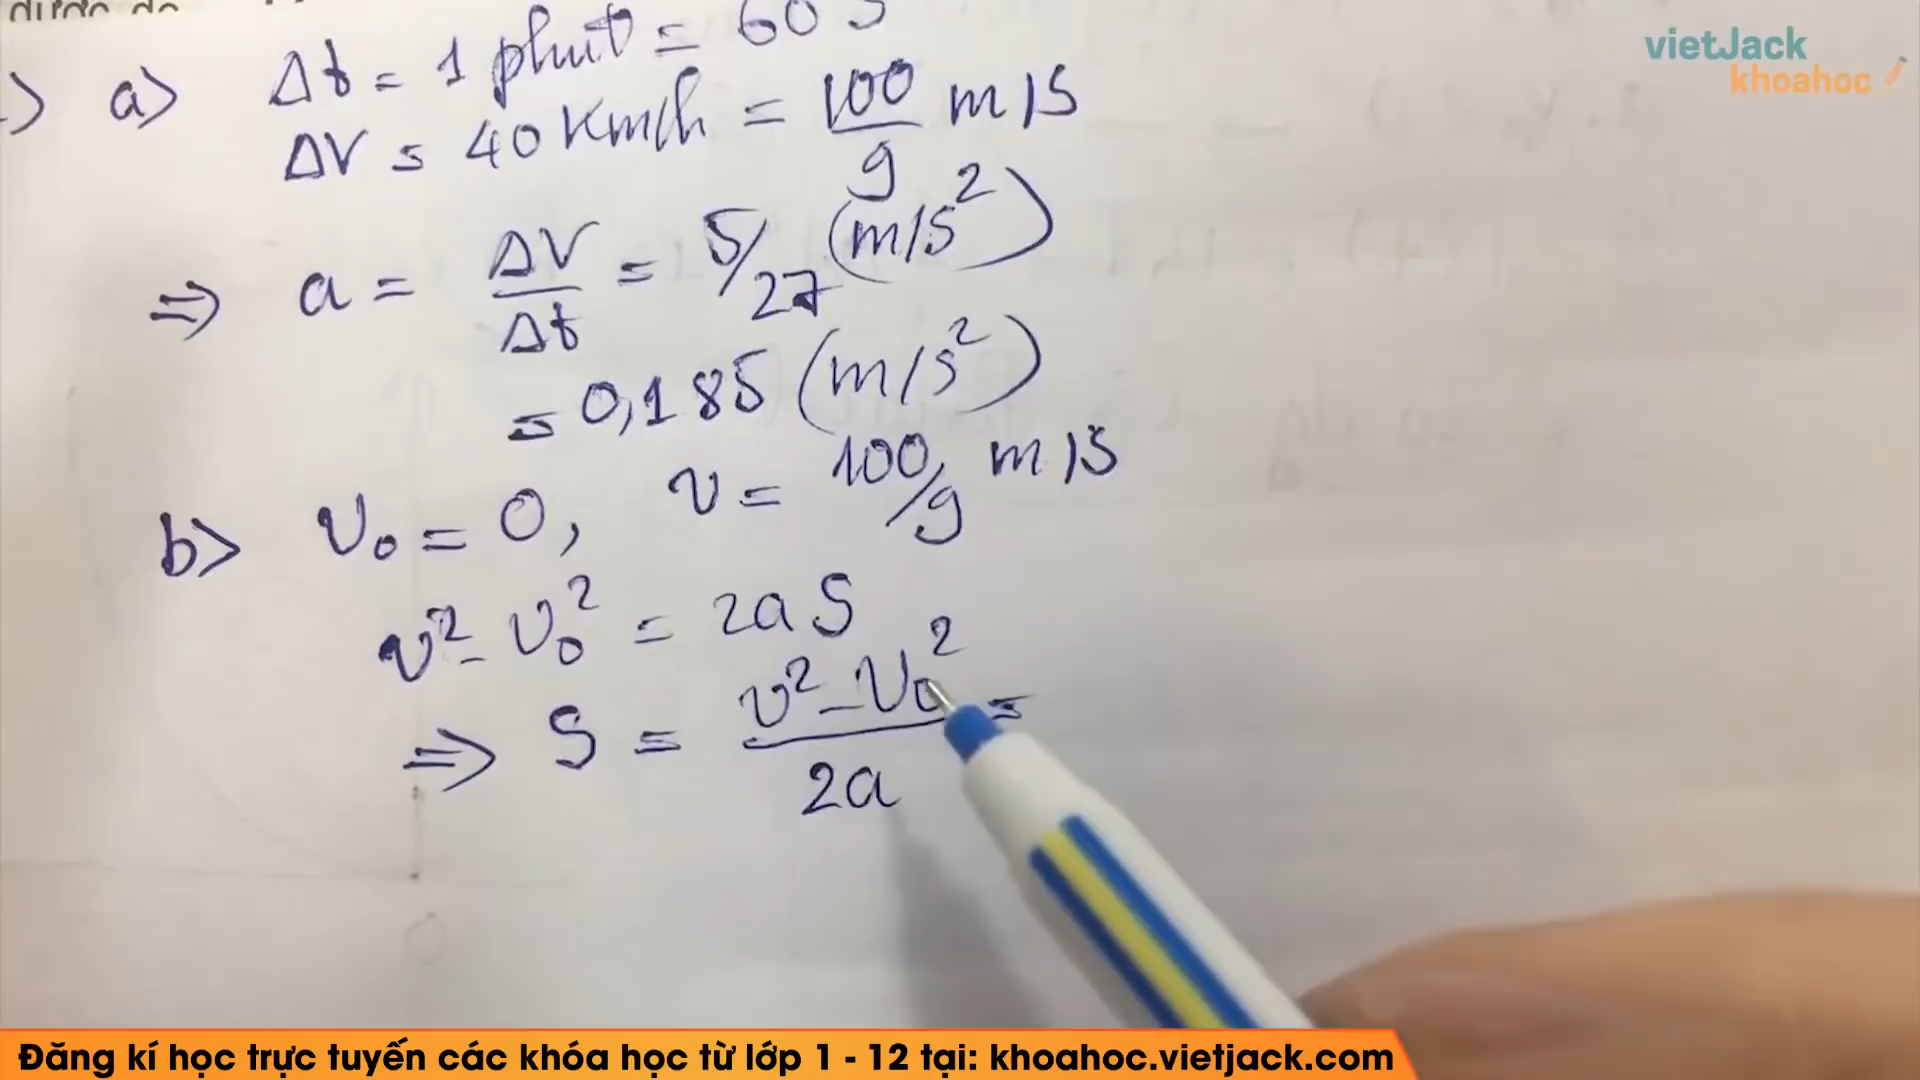 được do
a) Δt = 1 phút = 60 s
ΔV = 40 Km/h = 100/9 m/s
⇒ a = ΔV/Δt = 5/27 (m/s²)
= 0,185 (m/s²)
b) v₀ = 0, v = 100/9 m/s
v² - v₀² = 2aS
⇒ S = (v² - v₀²)/2a =
vietJack
khoahoc
Đăng kí học trực tuyến các khóa học từ lớp 1 - 12 tại: khoahoc.vietjack.com